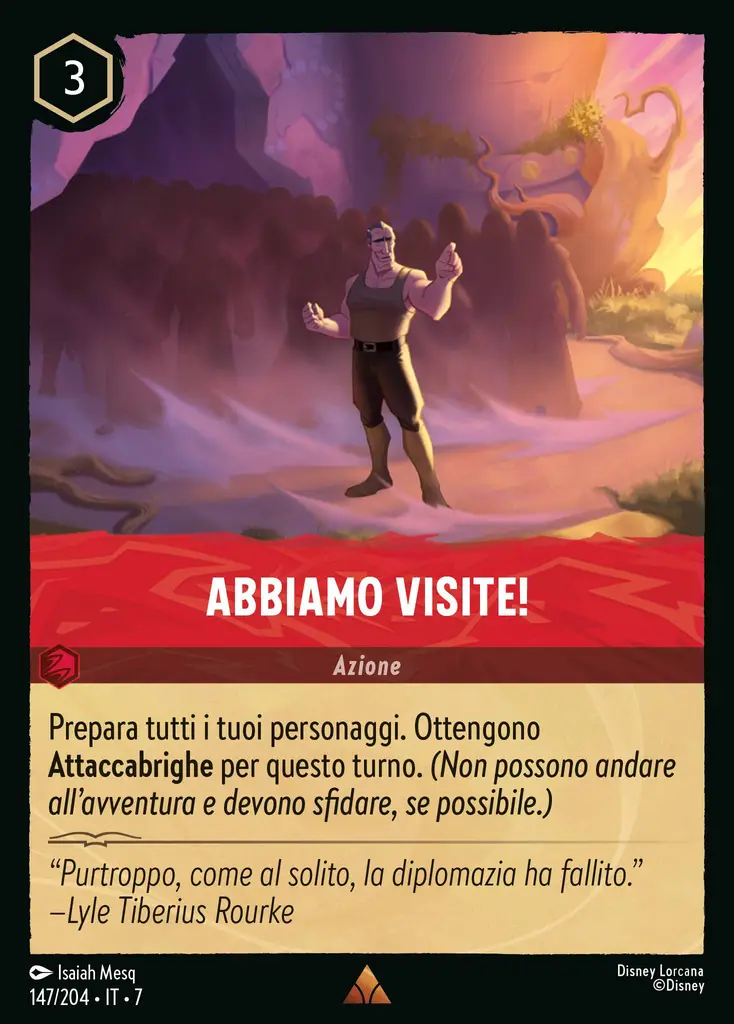 3
ABBIAMO VISITE!
Azione
Prepara tutti i tuoi personaggi. Ottengono
Attaccabrighe per questo turno. (Non possono andare
all'avventura e devono sfidare, se possibile.)
“Purtroppo, come al solito, la diplomazia ha fallito.”
–Lyle Tiberius Rourke
Isaiah Mesq
Disney Lorcana
147/204 • IT • 7
©Disney